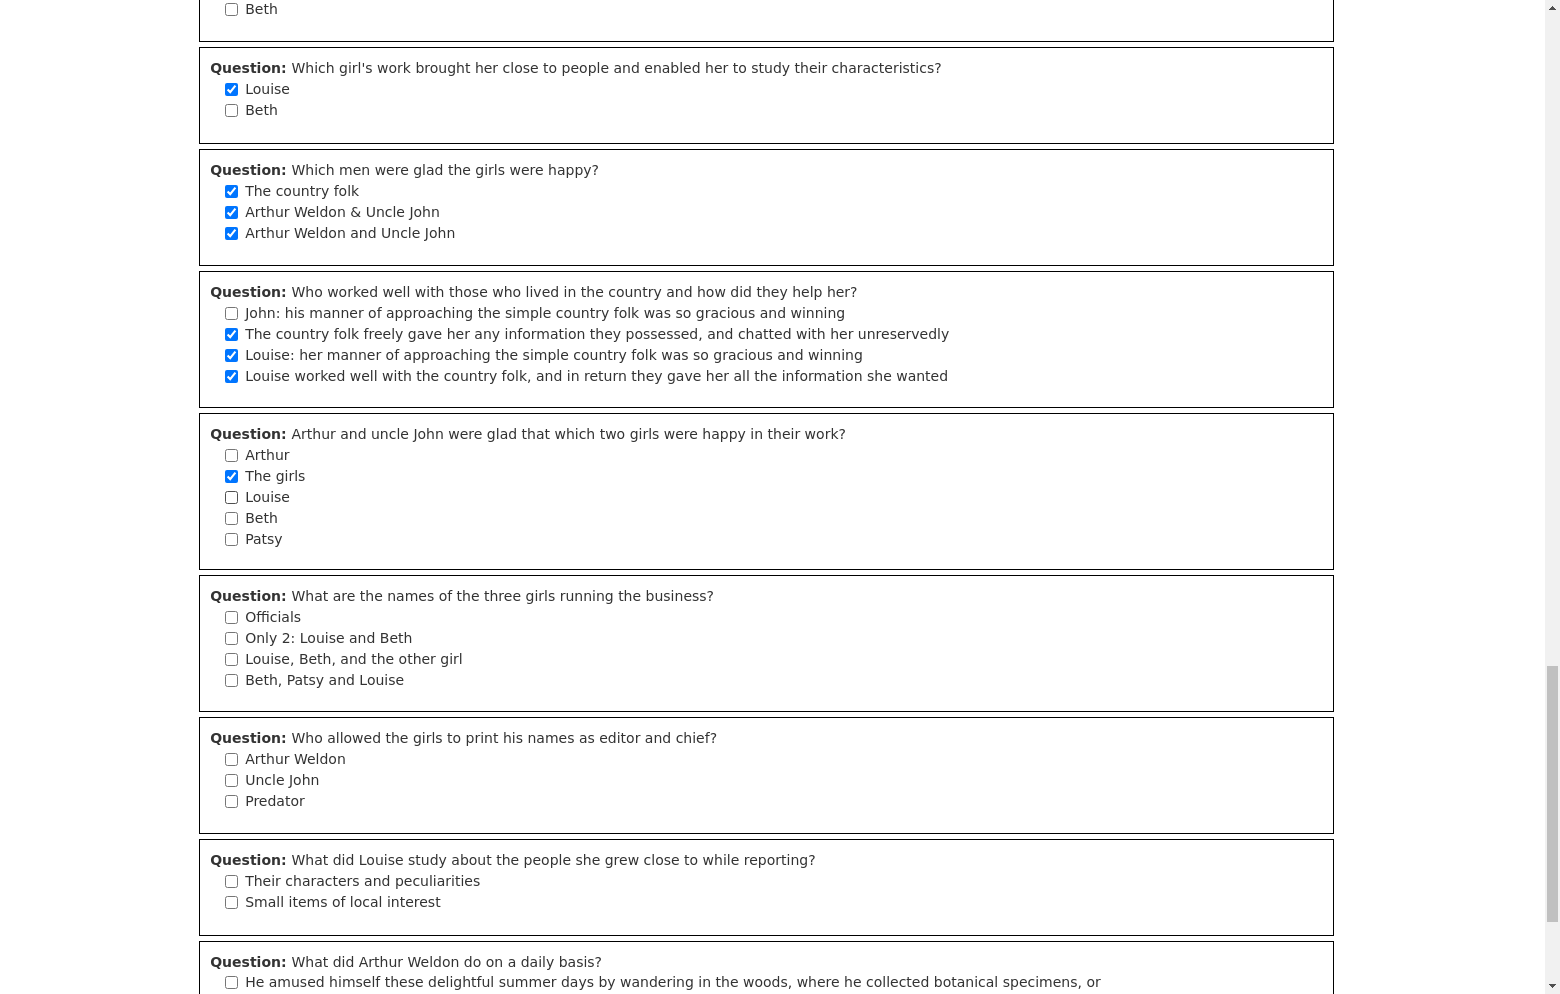 Beth
Question: Which girl's work brought her close to people and enabled her to study their characteristics?
Louise
Beth
Question: Which men were glad the girls were happy?
The country folk
Arthur Weldon & Uncle John
Arthur Weldon and Uncle John
Question: Who worked well with those who lived in the country and how did they help her?
John: his manner of approaching the simple country folk was so gracious and winning
The country folk freely gave her any information they possessed, and chatted with her unreservedly
Louise: her manner of approaching the simple country folk was so gracious and winning
Louise worked well with the country folk, and in return they gave her all the information she wanted
Question: Arthur and uncle John were glad that which two girls were happy in their work?
Arthur
The girls
Louise
Beth
Patsy
Question: What are the names of the three girls running the business?
Officials
Only 2: Louise and Beth
Louise, Beth, and the other girl
Beth, Patsy and Louise
Question: Who allowed the girls to print his names as editor and chief?
Arthur Weldon
Uncle John
Predator
Question: What did Louise study about the people she grew close to while reporting?
Their characters and peculiarities
Small items of local interest
Question: What did Arthur Weldon do on a daily basis?
He amused himself these delightful summer days by wandering in the woods, where he collected botanical specimens, or